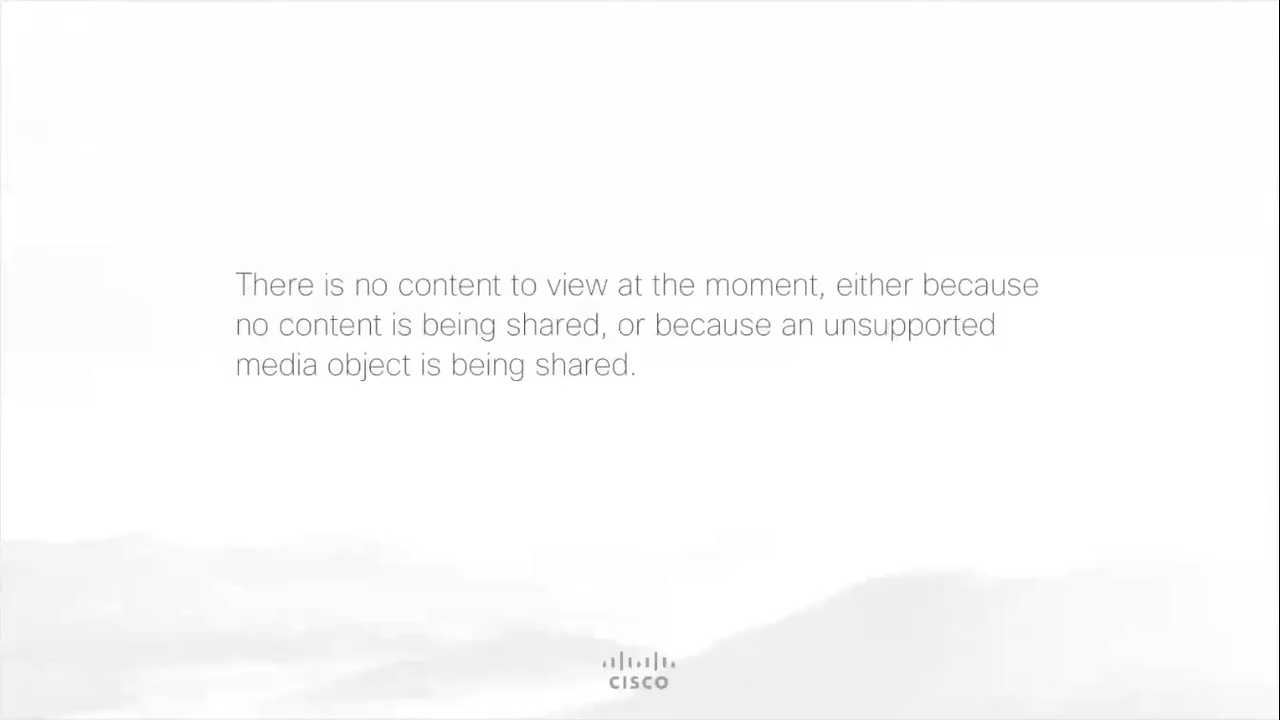 There is no content to view at the moment, either because
no content is being shared, or because an unsupported
media object is being shared.
CISCO